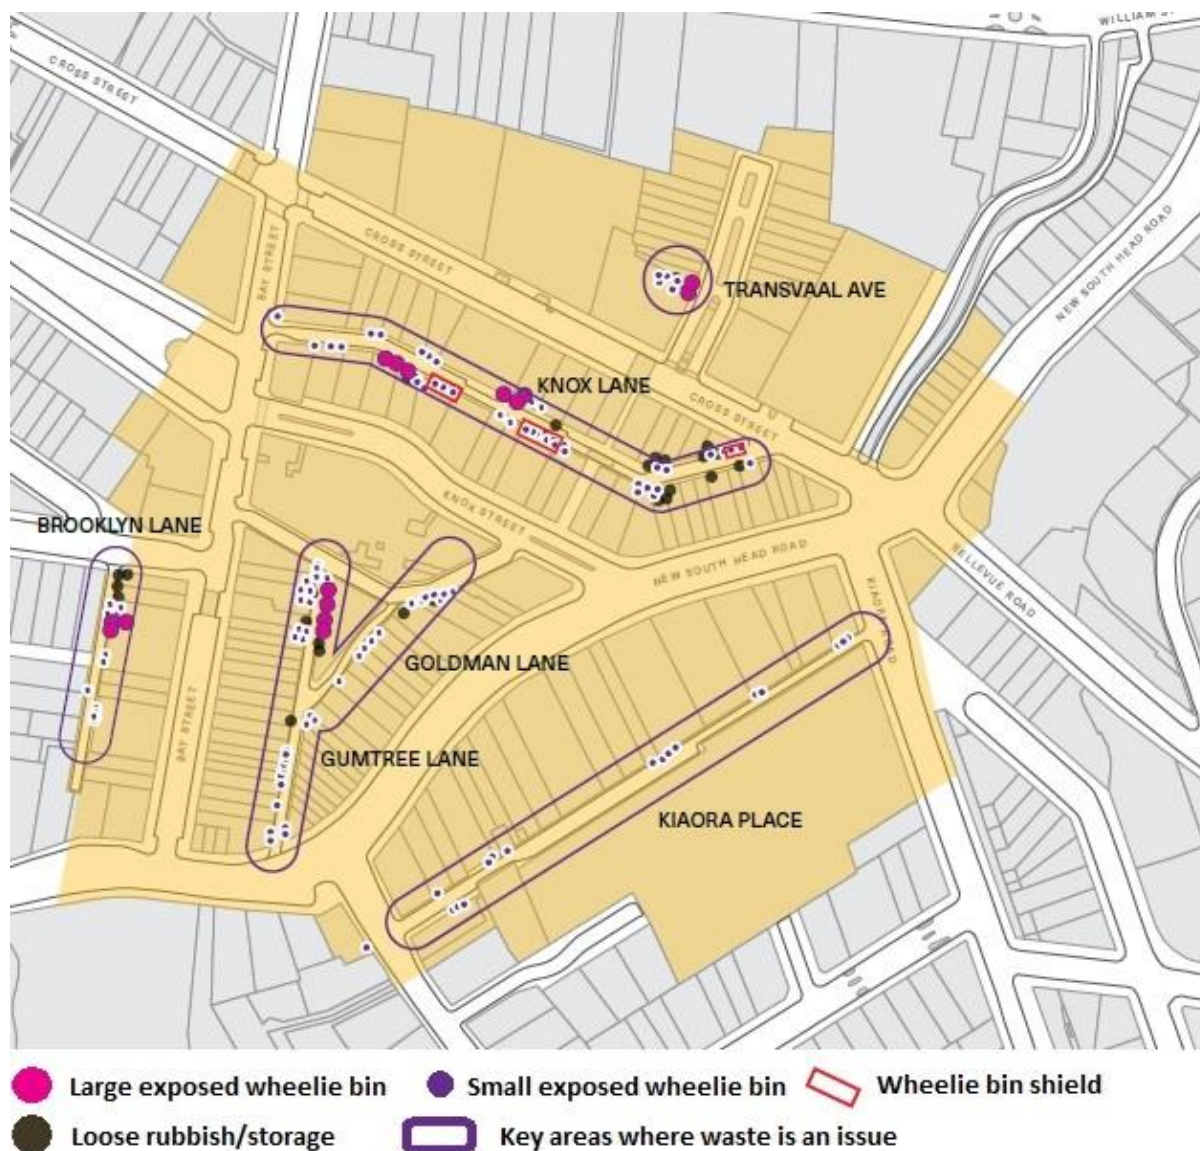 WILLIAM S
CROSS STREET
NEW SOUTH HEAD ROAD
BAY STREET
CROSS STREET
TRANSVAAL AVE
KNOX LANE
CROSS STREET
KNOX STREET
BROOKLYN LANE
NEW SOUTH HEAD ROAD
BELLEVUE ROAD
KIAORA ROAD
GOLDMAN LANE
BAY STREET
GUMTREE LANE
KIAORA PLACE
Large exposed wheelie bin
Small exposed wheelie bin
Wheelie bin shield
Loose rubbish/storage
Key areas where waste is an issue